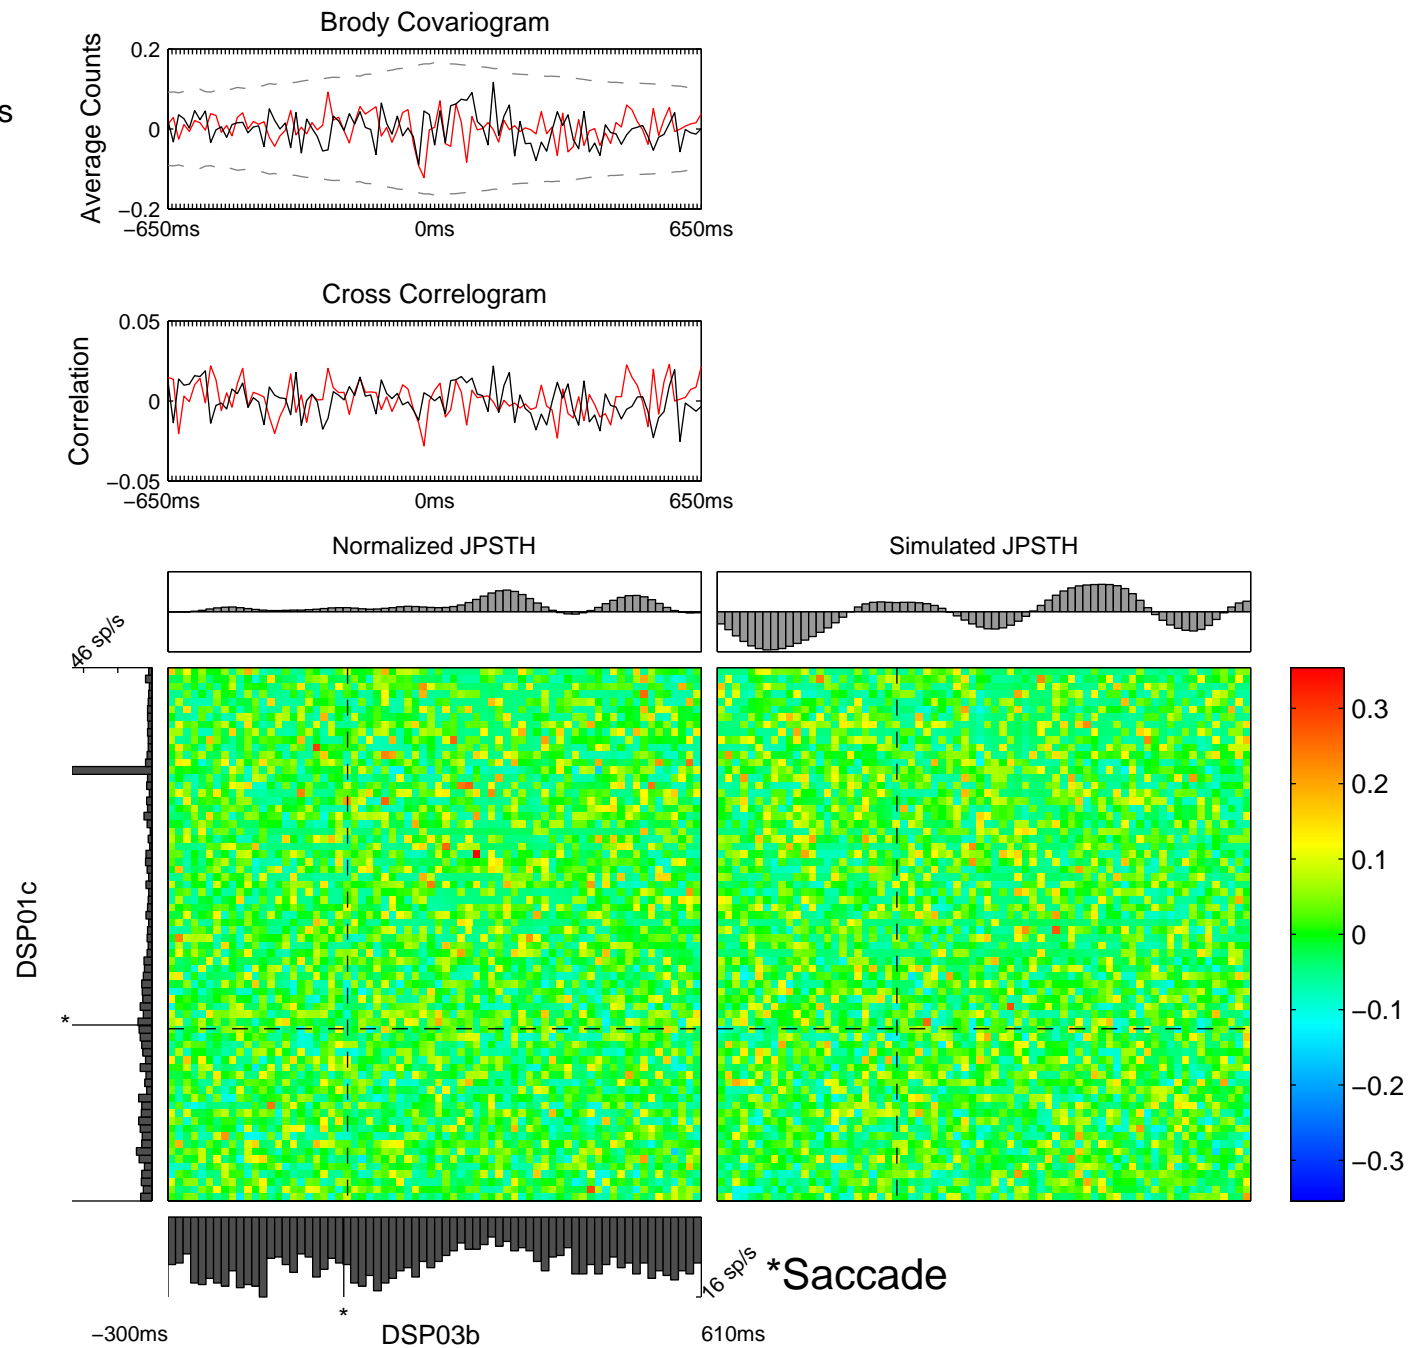 Brody Covariogram
s
Average Counts
0.2
0
−0.2
−650ms
0ms
650ms
Cross Correlogram
Correlation
0.05
0
−0.05
−650ms
0ms
650ms
Normalized JPSTH
Simulated JPSTH
46 sp/s
DSP01c
*
0.3
0.2
0.1
0
−0.1
−0.2
−0.3
16 sp/s
*Saccade
*
−300ms
DSP03b
610ms